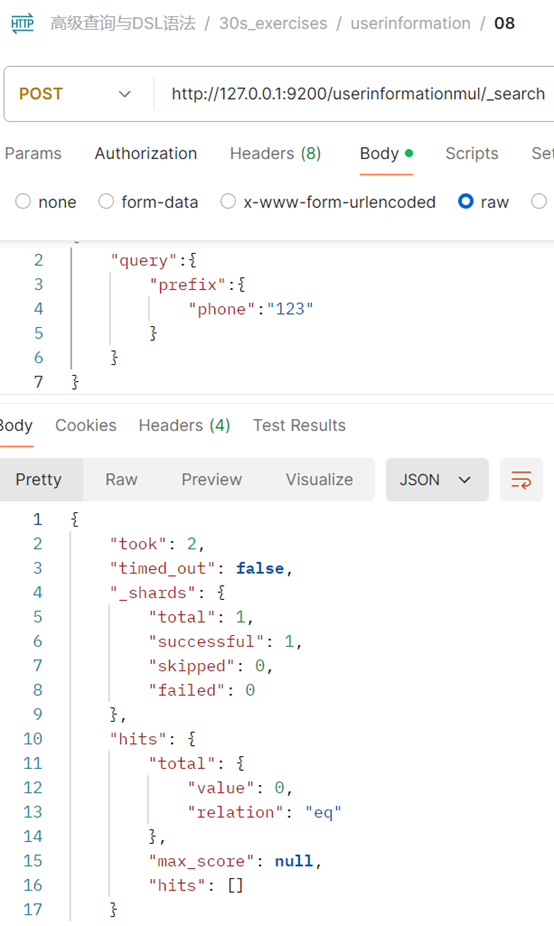 HTTP 高级查询与DSL语法 / 30s_exercises / userinformation / 08
POST http://127.0.0.1:9200/userinformationmul/_search
Params Authorization Headers (8) Body Scripts Set
none form-data x-www-form-urlencoded raw
2 "query":{
3 "prefix":{
4 "phone":"123"
5 }
6 }
7 }
Body Cookies Headers (4) Test Results
Pretty Raw Preview Visualize JSON
1 {
2 "took": 2,
3 "timed_out": false,
4 "_shards": {
5 "total": 1,
6 "successful": 1,
7 "skipped": 0,
8 "failed": 0
9 },
10 "hits": {
11 "total": {
12 "value": 0,
13 "relation": "eq"
14 },
15 "max_score": null,
16 "hits": []
17 }